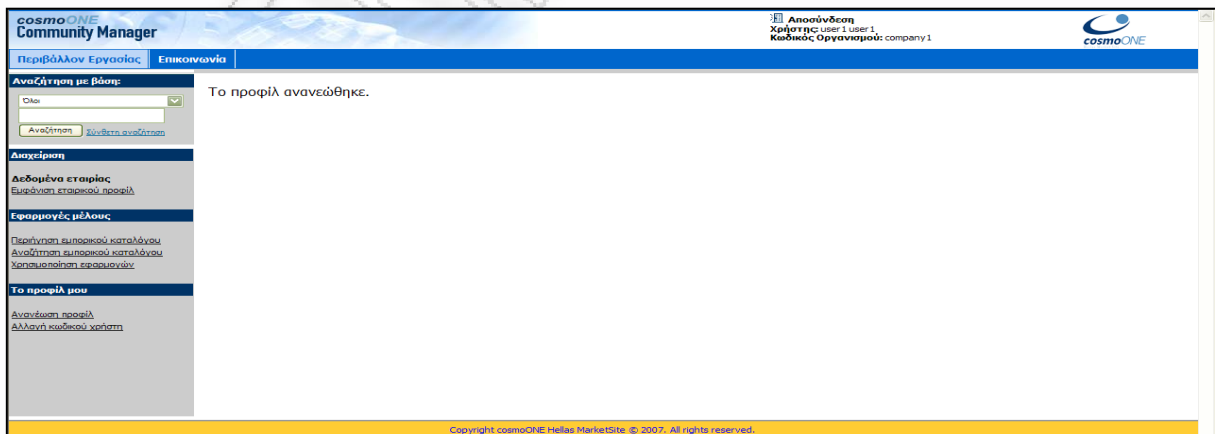 cosmoONE
Community Manager
Αποσύνδεση
Χρήστης: user1 user1
Κωδικός Οργανισμού: company1
cosmoONE
Περιβάλλον Εργασίας Επικοινωνία
Αναζήτηση με βάση:
Όλοι
Αναζήτηση Σύνθετη αναζήτηση
Το προφίλ ανανεώθηκε.
Διαχείριση
Δεδομένα εταιρίας
Εμφάνιση εταιρικού προφίλ
Εφαρμογές μέλους
Περιήγηση εμπορικού καταλόγου
Αναζήτηση εμπορικού καταλόγου
Χρησιμοποίηση εφαρμογών
Το προφίλ μου
Ανανέωση προφίλ
Αλλαγή κωδικού χρήστη
Copyright cosmoONE Hellas MarketSite © 2007. All rights reserved.